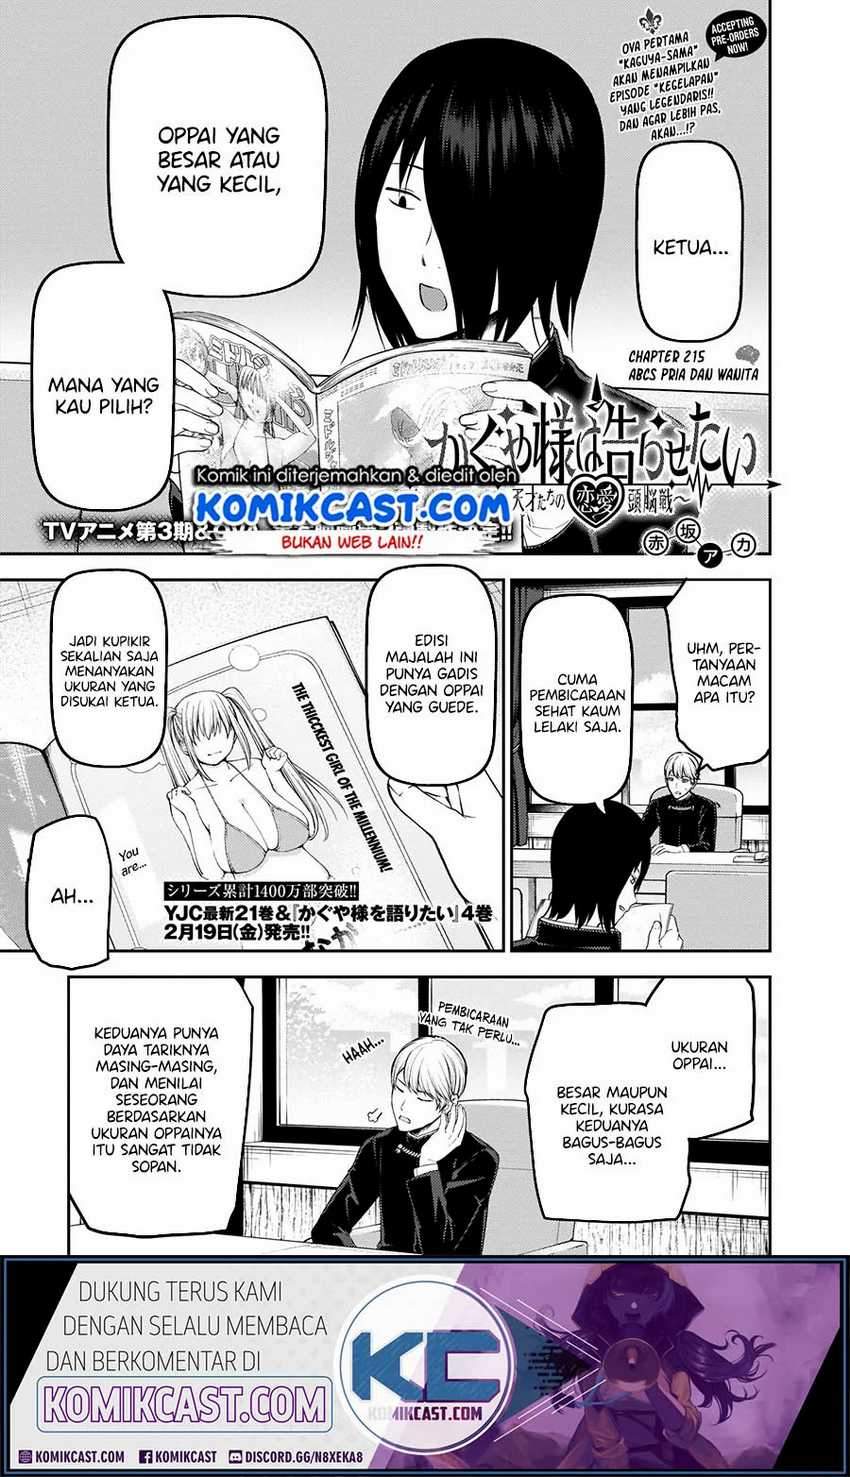 ACCEPTING
PRE-ORDERS
NOW!
OVA PERTAMA
"KAGUYA-SAMA"
AKAN MENAMPILKAN
EPISODE "KEGELAPAN"
YANG LEGENDARIS!!
DAN AGAR LEBIH PAS,
AKAN...!?
KETUA...
OPPAI YANG
BESAR ATAU
YANG KECIL,
MANA YANG
KAU PILIH?
CHAPTER 215
ABCS PRIA DAN WANITA
かぐや様は告らせたい
天才たちの恋愛頭脳戦～
赤坂アカ
Komik ini diterjemahkan & diedit oleh
KOMIKCAST.COM
BUKAN WEB LAIN!!
TVアニメ第3期&
UHM, PER-
TANYAAN
MACAM
APA ITU?
CUMA
PEMBICARAAN
SEHAT KAUM
LELAKI SAJA.
EDISI
MAJALAH INI
PUNYA GADIS
DENGAN OPPAI
YANG GUEDE.
JADI KUPIKIR
SEKALIAN SAJA
MENANYAKAN
UKURAN YANG
DISUKAI KETUA.
THE THICCKEST GIRL OF THE MILLENNIUM!
You
are...
AH...
シリーズ累計1400万部突破!!
YJC最新21巻&『かぐや様を語りたい』4巻
2月19日(金)発売!!
UKURAN
OPPAI...
BESAR MAUPUN
KECIL, KURASA
KEDUANYA
BAGUS-BAGUS
SAJA...
PEMBICARAAN
YANG TAK PERLU...
HAAH...
KEDUANYA PUNYA
DAYA TARIKNYA
MASING-MASING,
DAN MENILAI
SESEORANG
BERDASARKAN
UKURAN OPPAINYA
ITU SANGAT TIDAK
SOPAN.
DUKUNG TERUS KAMI
DENGAN SELALU MEMBACA
DAN BERKOMENTAR DI
KOMIKCAST.COM
KC
KOMIKCAST.COM
KOMIKCAST.COM
KOMIKCAST
DISCORD.GG/N8XEKA8